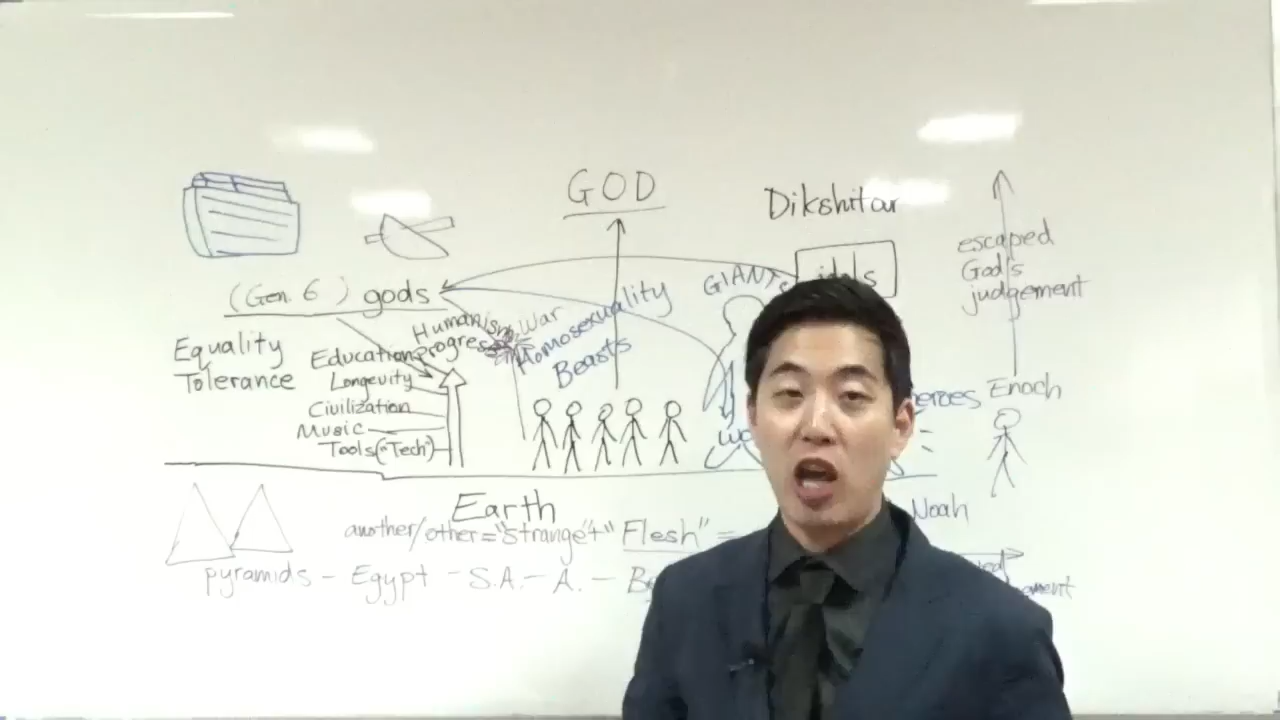 GOD
Dikshitar
escaped
God's
judgement
idols
GIANTs
(Gen. 6) gods
Equality
Tolerance
Humanism
progress
War
Homosexuality
Beasts
Education
Longevity
Civilization
Music
Tools("Tech")
heroes
Enoch
Earth
Noah
another/other="strange"+"Flesh" =
pyramids - Egypt - S.A. - A. -